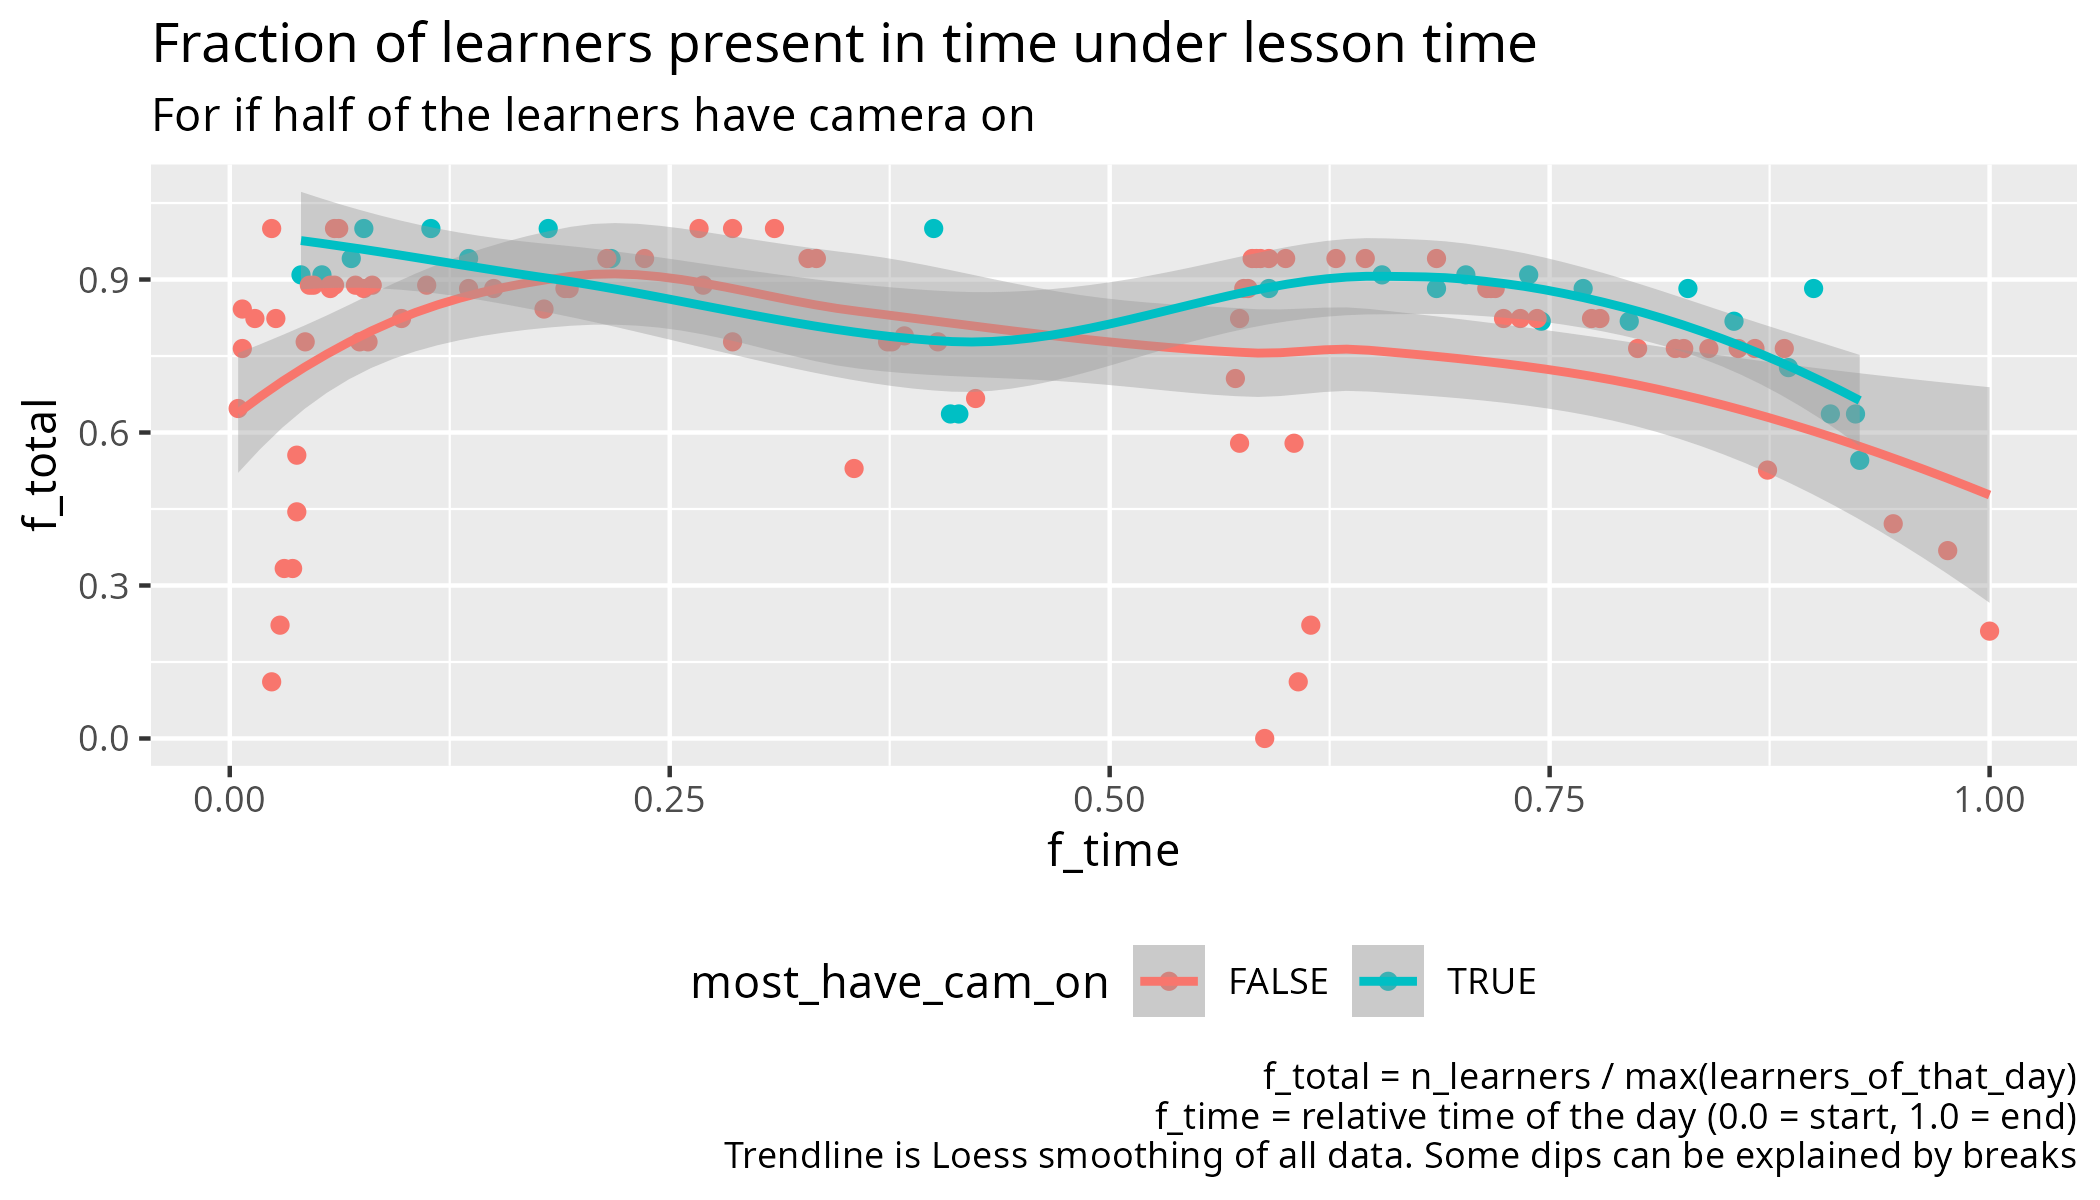 Fraction of learners present in time under lesson time
For if half of the learners have camera on
f_total
0.9
0.6
0.3
0.0
0.00 0.25 0.50 0.75 1.00
f_time
most_have_cam_on FALSE TRUE
f_total = n_learners / max(learners_of_that_day)
f_time = relative time of the day (0.0 = start, 1.0 = end)
Trendline is Loess smoothing of all data. Some dips can be explained by breaks